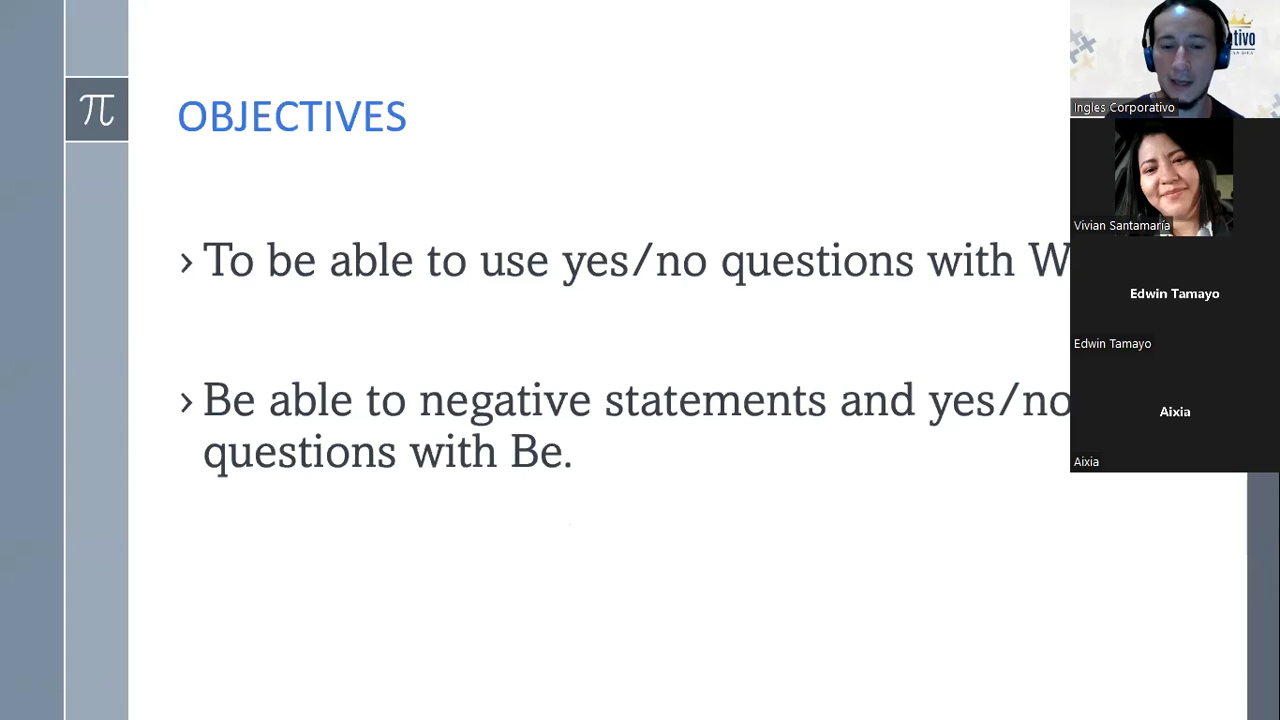 π
OBJECTIVES
› To be able to use yes/no questions with W
› Be able to negative statements and yes/no
questions with Be.
Ingles Corporativo
Vivian Santamaría
Edwin Tamayo
Edwin Tamayo
Aixia
Aixia